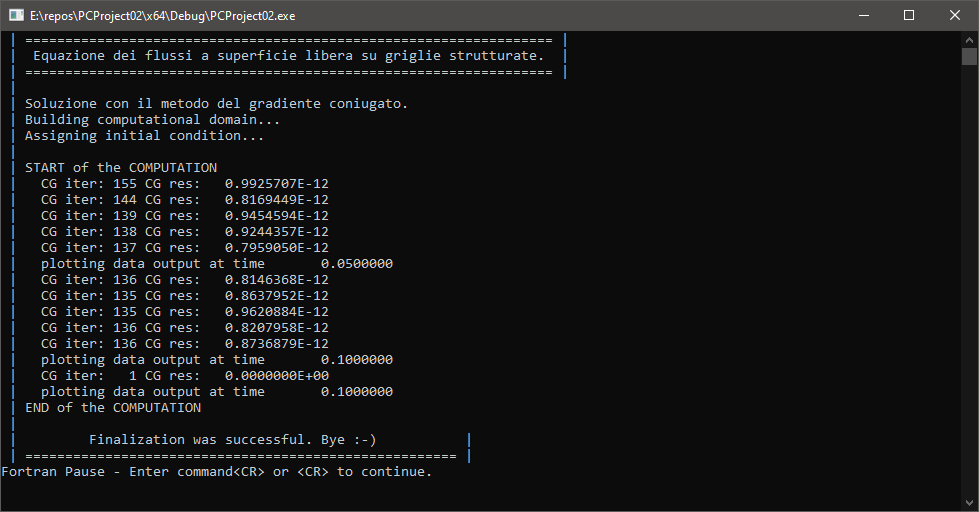 E:\repos\PCProject02\x64\Debug\PCProject02.exe
| ================================================================== |
|  Equazione dei flussi a superficie libera su griglie strutturate.  |
| ================================================================== |
|
| Soluzione con il metodo del gradiente coniugato.
| Building computational domain...
| Assigning initial condition...
|
| START of the COMPUTATION
|   CG iter: 155 CG res:   0.9925707E-12
|   CG iter: 144 CG res:   0.8169449E-12
|   CG iter: 139 CG res:   0.9454594E-12
|   CG iter: 138 CG res:   0.9244357E-12
|   CG iter: 137 CG res:   0.7959050E-12
|   plotting data output at time       0.0500000
|   CG iter: 136 CG res:   0.8146368E-12
|   CG iter: 135 CG res:   0.8637952E-12
|   CG iter: 135 CG res:   0.9620884E-12
|   CG iter: 136 CG res:   0.8207958E-12
|   CG iter: 136 CG res:   0.8736879E-12
|   plotting data output at time       0.1000000
|   CG iter:   1 CG res:   0.0000000E+00
|   plotting data output at time       0.1000000
| END of the COMPUTATION
|
|         Finalization was successful. Bye :-)           |
| ====================================================== |
Fortran Pause - Enter command<CR> or <CR> to continue.